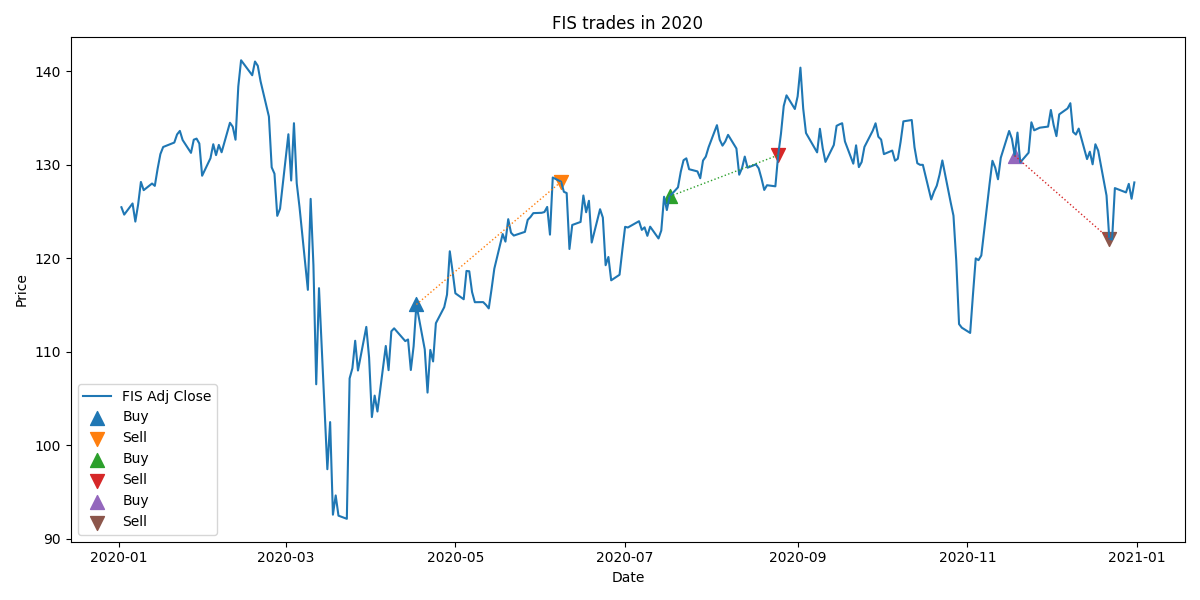 FIS trades in 2020
Price
140
130
120
110
100
90
FIS Adj Close
Buy
Sell
Buy
Sell
Buy
Sell
2020-01
2020-03
2020-05
2020-07
2020-09
2020-11
2021-01
Date